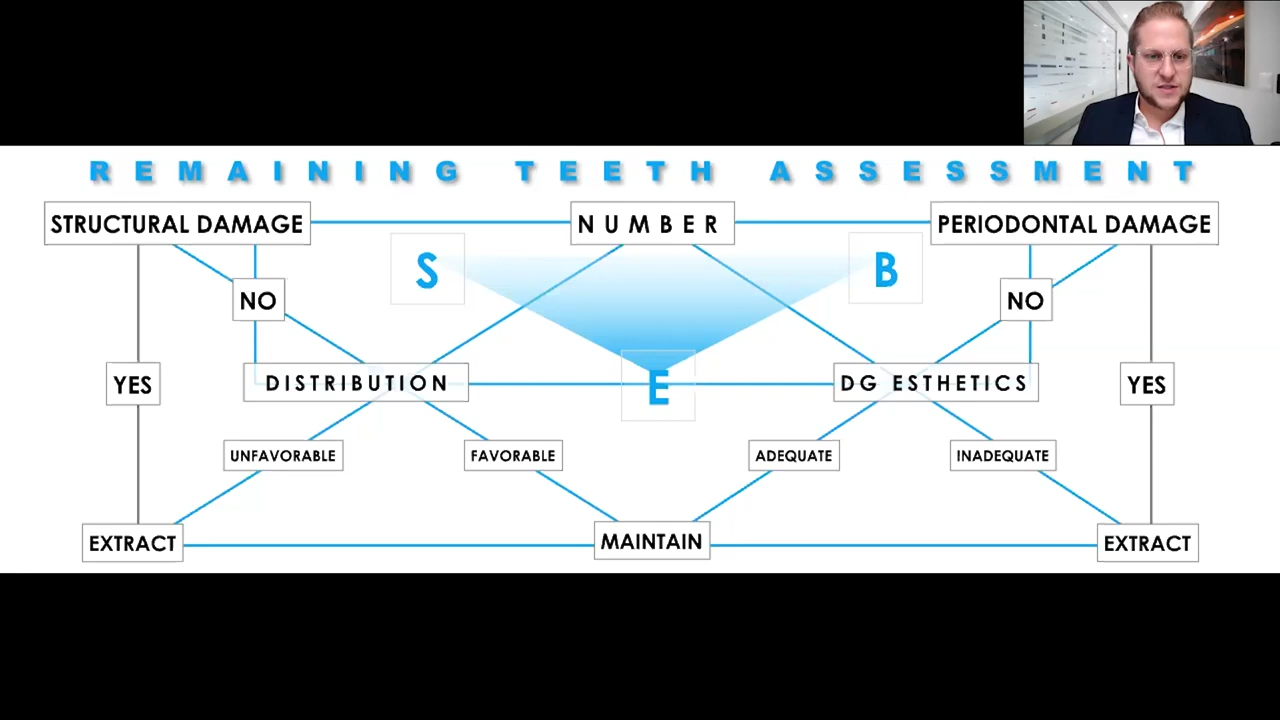 REMAINING TEETH ASSESSMENT
STRUCTURAL DAMAGE
NUMBER
PERIODONTAL DAMAGE
S
B
NO
NO
YES
DISTRIBUTION
E
DG ESTHETICS
YES
UNFAVORABLE
FAVORABLE
ADEQUATE
INADEQUATE
EXTRACT
MAINTAIN
EXTRACT